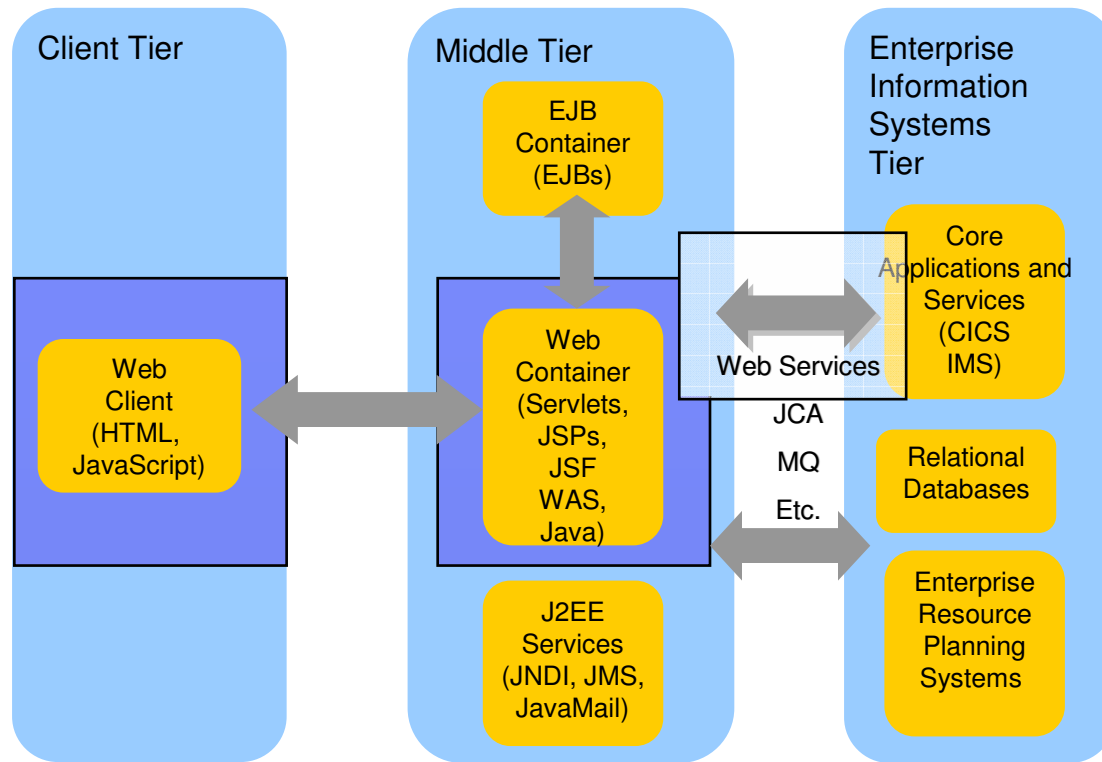 Client Tier
Web
Client
(HTML,
JavaScript)
Middle Tier
EJB
Container
(EJBs)
Web
Container
(Servlets,
JSPs,
JSF
WAS,
Java)
J2EE
Services
(JNDI, JMS,
JavaMail)
Web Services
JCA
MQ
Etc.
Enterprise
Information
Systems
Tier
Core
Applications and
Services
(CICS
IMS)
Relational
Databases
Enterprise
Resource
Planning
Systems